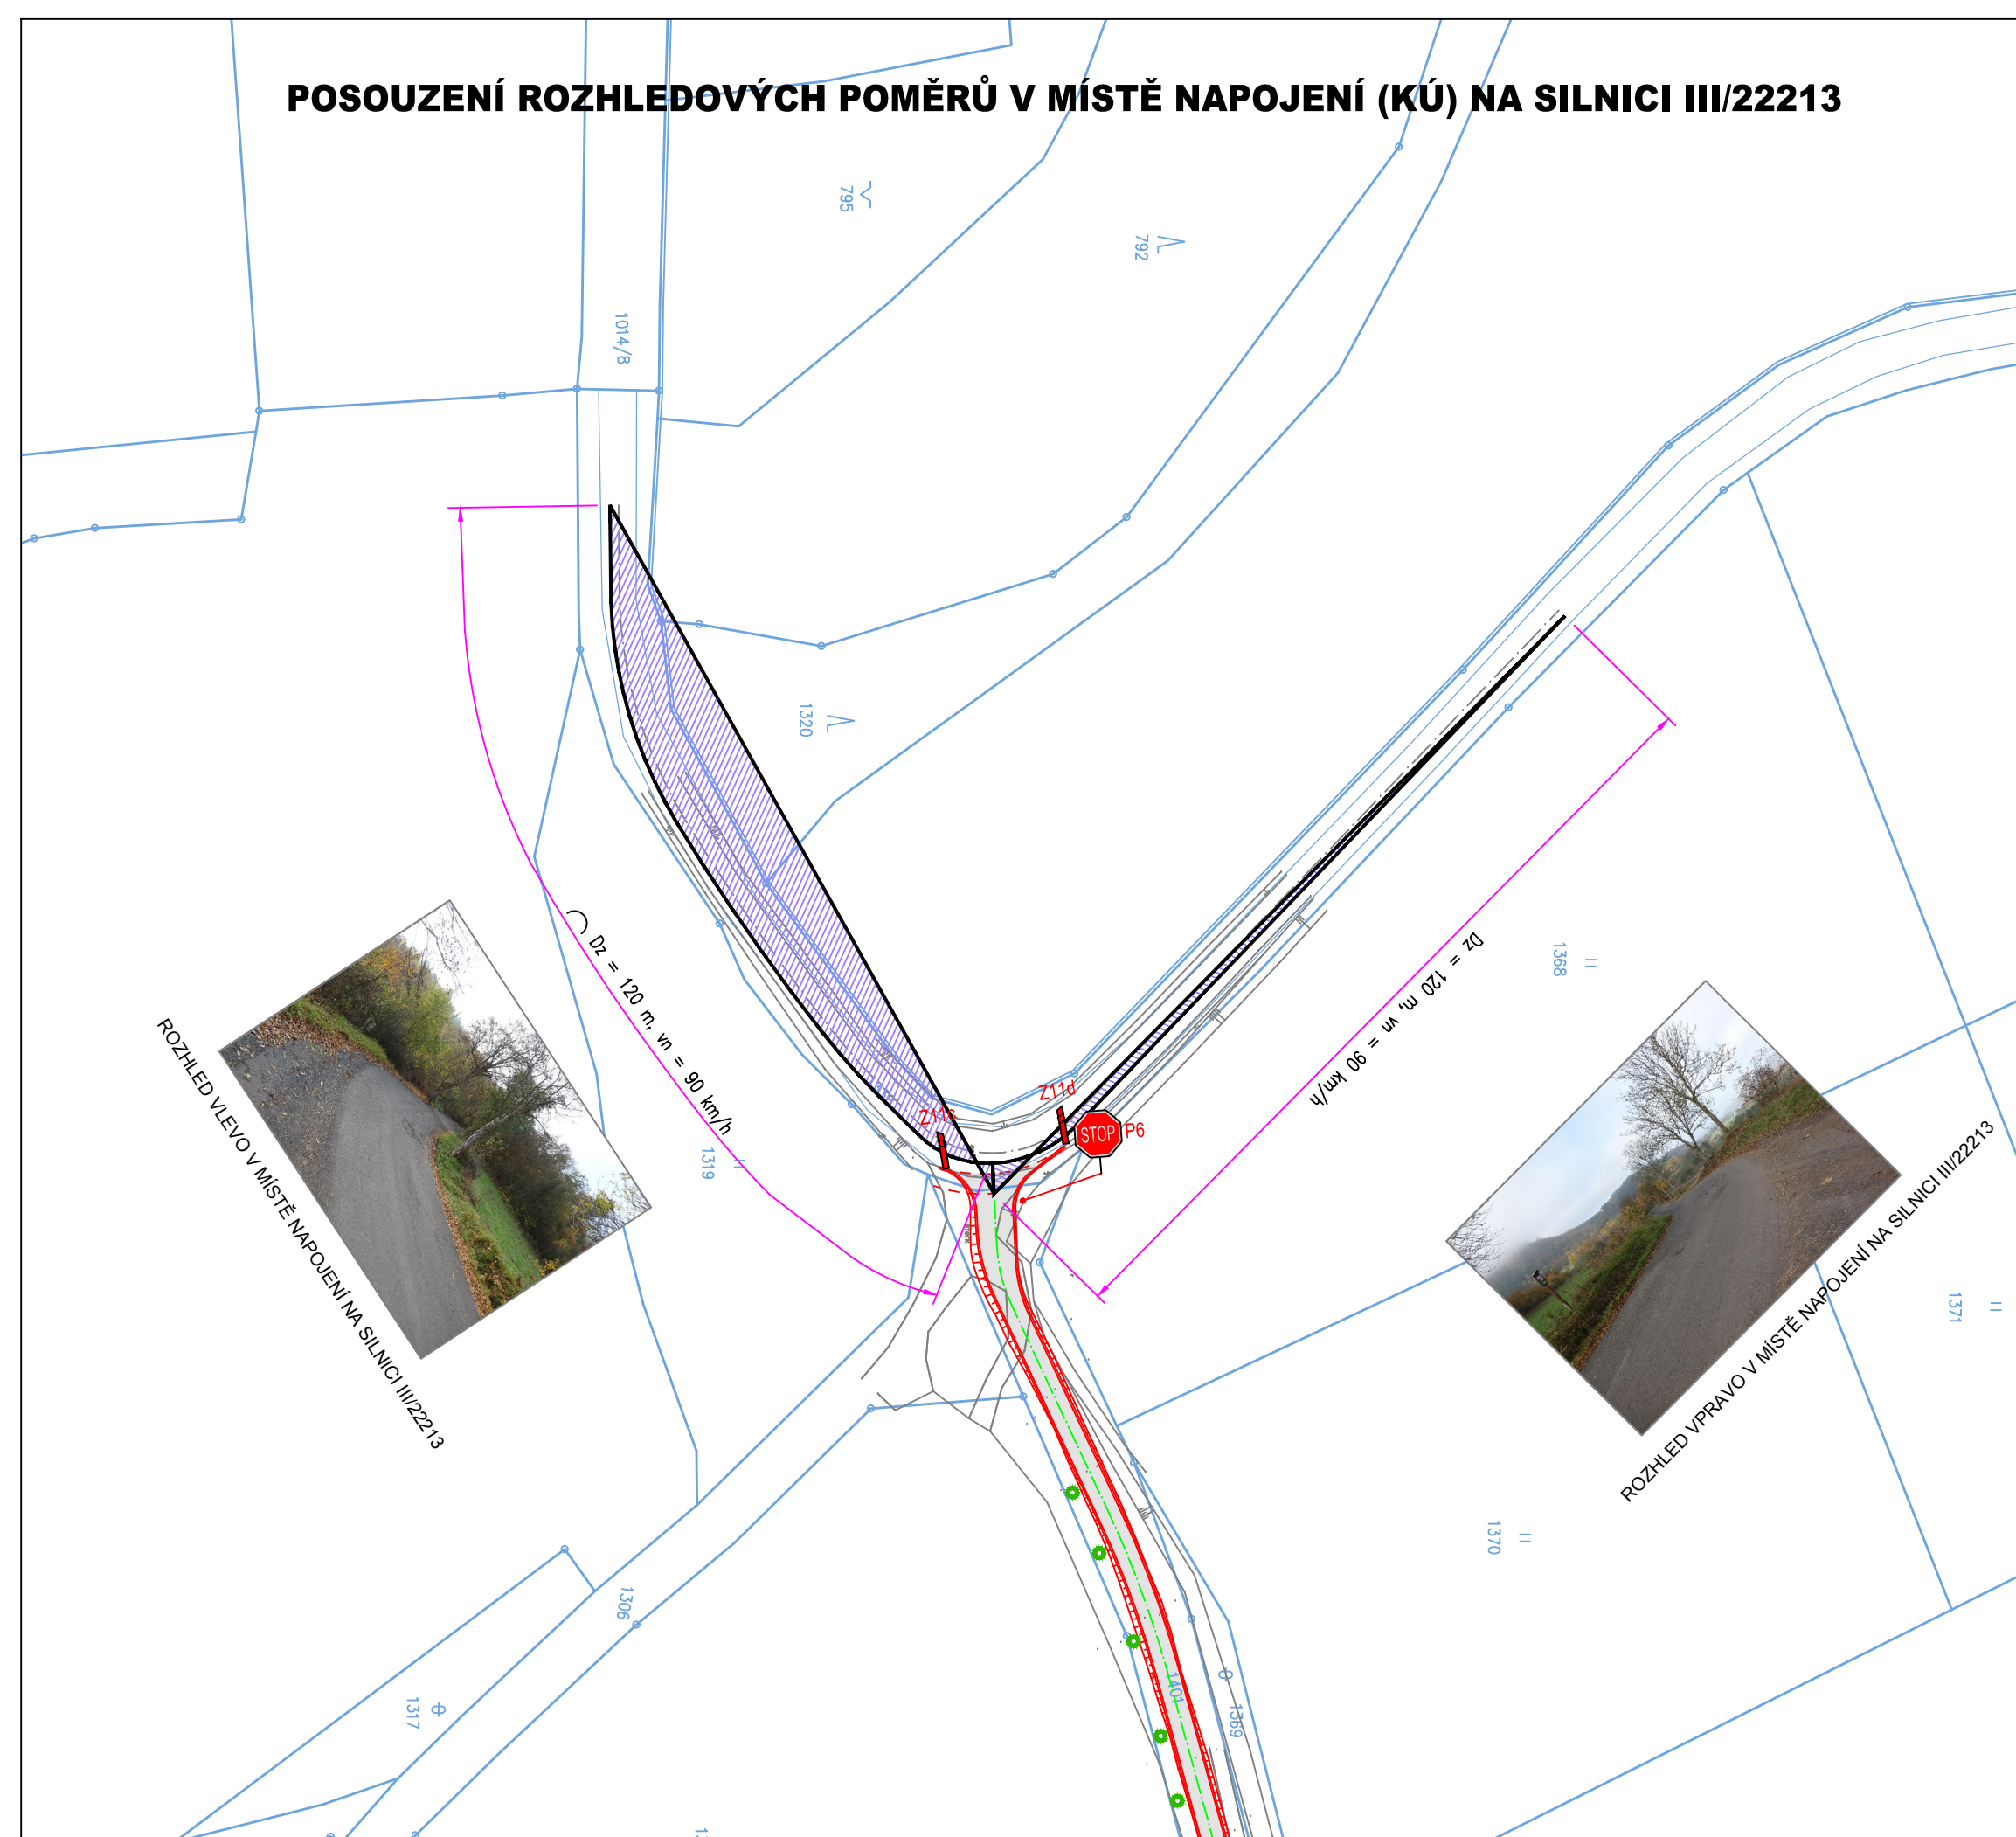 POSOUZENÍ ROZHLEDOVÝCH POMĚRŮ V MÍSTĚ NAPOJENÍ (KÚ) NA SILNICI III/22213
795
792
1014/8
1320
Dz = 120 m, vn = 90 km/h
Dz = 120 m, vn = 90 km/h
1368
ROZHLED VLEVO V MÍSTĚ NAPOJENÍ NA SILNICI III/22213
Z11d
STOP
P6
1319
ROZHLED VPRAVO V MÍSTĚ NAPOJENÍ NA SILNICI III/22213
1371
1370
1306
1401
1369
1317